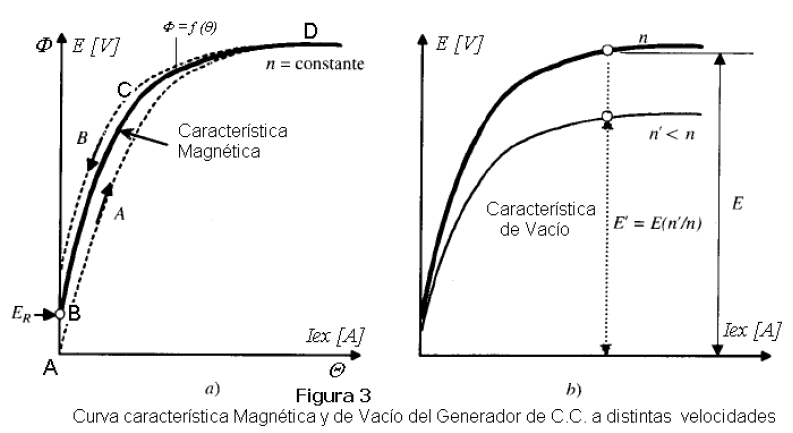 Φ
E [V]
Φ=f(θ)
D
n = constante
C
B
Característica
Magnética
A
E_R
B
A
Iex [A]
Θ
a)
E [V]
n
n' < n
Característica
de Vacío
E' = E(n'/n)
E
Iex [A]
b)
Figura 3
Curva característica Magnética y de Vacío del Generador de C.C. a distintas velocidades